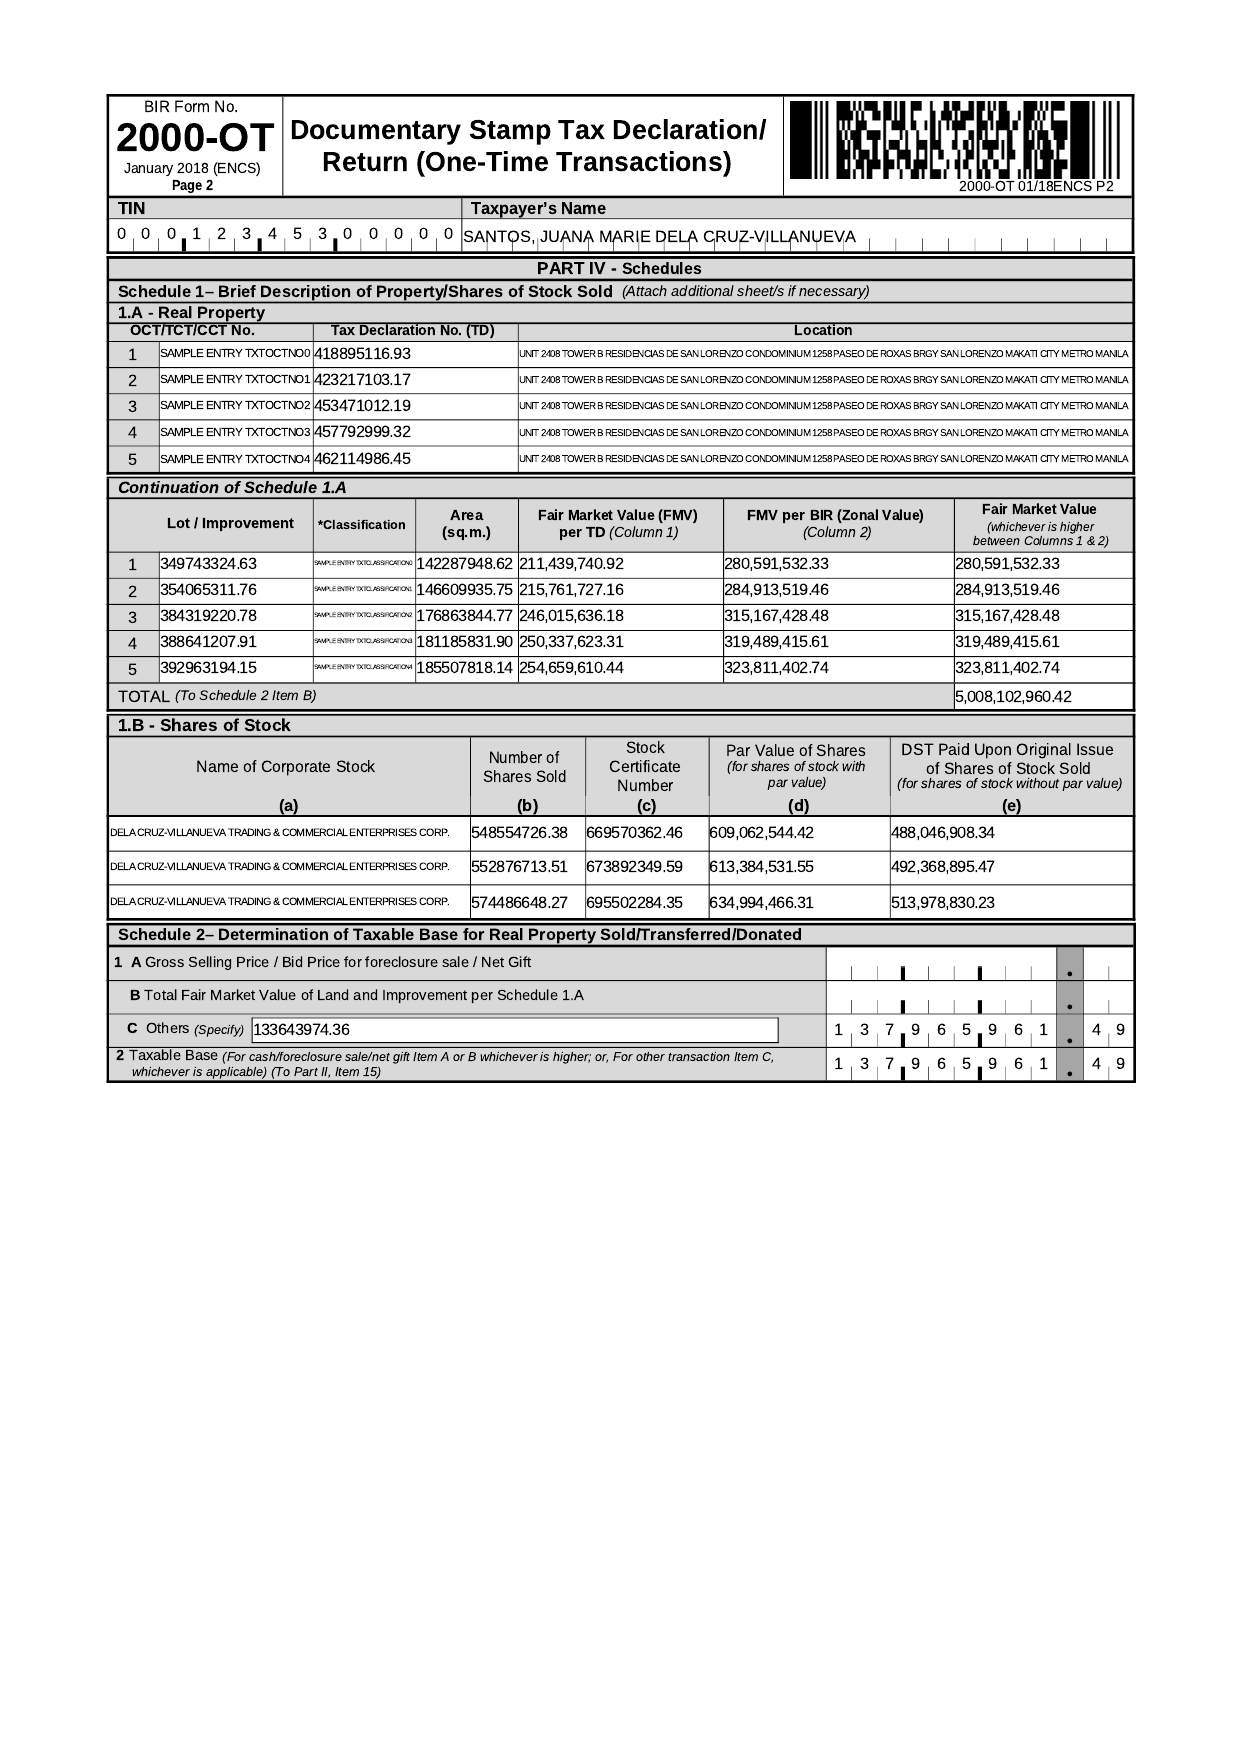 BIR Form No.
2000-OT
January 2018 (ENCS)
Page 2
Documentary Stamp Tax Declaration/
Return (One-Time Transactions)
2000-OT 01/18ENCS P2
TIN Taxpayer’s Name
0 0 0 1 2 3 4 5 3 0 0 0 0 0 SANTOS, JUANA MARIE DELA CRUZ-VILLANUEVA
PART IV - Schedules
Schedule 1– Brief Description of Property/Shares of Stock Sold (Attach additional sheet/s if necessary)
1.A - Real Property
OCT/TCT/CCT No. Tax Declaration No. (TD) Location
1 SAMPLE ENTRY TXTOCTNO0 418895116.93 UNIT 2408 TOWER B RESIDENCIAS DE SAN LORENZO CONDOMINIUM 1258 PASEO DE ROXAS BRGY SAN LORENZO MAKATI CITY METRO MANILA
2 SAMPLE ENTRY TXTOCTNO1 423217103.17 UNIT 2408 TOWER B RESIDENCIAS DE SAN LORENZO CONDOMINIUM 1258 PASEO DE ROXAS BRGY SAN LORENZO MAKATI CITY METRO MANILA
3 SAMPLE ENTRY TXTOCTNO2 453471012.19 UNIT 2408 TOWER B RESIDENCIAS DE SAN LORENZO CONDOMINIUM 1258 PASEO DE ROXAS BRGY SAN LORENZO MAKATI CITY METRO MANILA
4 SAMPLE ENTRY TXTOCTNO3 457792999.32 UNIT 2408 TOWER B RESIDENCIAS DE SAN LORENZO CONDOMINIUM 1258 PASEO DE ROXAS BRGY SAN LORENZO MAKATI CITY METRO MANILA
5 SAMPLE ENTRY TXTOCTNO4 462114986.45 UNIT 2408 TOWER B RESIDENCIAS DE SAN LORENZO CONDOMINIUM 1258 PASEO DE ROXAS BRGY SAN LORENZO MAKATI CITY METRO MANILA
Continuation of Schedule 1.A
Lot / Improvement *Classification Area (sq.m.) Fair Market Value (FMV) per TD (Column 1) FMV per BIR (Zonal Value) (Column 2) Fair Market Value (whichever is higher between Columns 1 & 2)
1 349743324.63 SAMPLE ENTRY TXTCLASSIFICATION0 142287948.62 211,439,740.92 280,591,532.33 280,591,532.33
2 354065311.76 SAMPLE ENTRY TXTCLASSIFICATION1 146609935.75 215,761,727.16 284,913,519.46 284,913,519.46
3 384319220.78 SAMPLE ENTRY TXTCLASSIFICATION2 176863844.77 246,015,636.18 315,167,428.48 315,167,428.48
4 388641207.91 SAMPLE ENTRY TXTCLASSIFICATION3 181185831.90 250,337,623.31 319,489,415.61 319,489,415.61
5 392963194.15 SAMPLE ENTRY TXTCLASSIFICATION4 185507818.14 254,659,610.44 323,811,402.74 323,811,402.74
TOTAL (To Schedule 2 Item B) 5,008,102,960.42
1.B - Shares of Stock
Name of Corporate Stock Number of Shares Sold Stock Certificate Number Par Value of Shares (for shares of stock with par value) DST Paid Upon Original Issue of Shares of Stock Sold (for shares of stock without par value)
(a) (b) (c) (d) (e)
DELA CRUZ-VILLANUEVA TRADING & COMMERCIAL ENTERPRISES CORP. 548554726.38 669570362.46 609,062,544.42 488,046,908.34
DELA CRUZ-VILLANUEVA TRADING & COMMERCIAL ENTERPRISES CORP. 552876713.51 673892349.59 613,384,531.55 492,368,895.47
DELA CRUZ-VILLANUEVA TRADING & COMMERCIAL ENTERPRISES CORP. 574486648.27 695502284.35 634,994,466.31 513,978,830.23
Schedule 2– Determination of Taxable Base for Real Property Sold/Transferred/Donated
1 A Gross Selling Price / Bid Price for foreclosure sale / Net Gift
B Total Fair Market Value of Land and Improvement per Schedule 1.A
C Others (Specify) 133643974.36 1 3 7 9 6 5 9 6 1 . 4 9
2 Taxable Base (For cash/foreclosure sale/net gift Item A or B whichever is higher; or, For other transaction Item C,
whichever is applicable) (To Part II, Item 15) 1 3 7 9 6 5 9 6 1 . 4 9